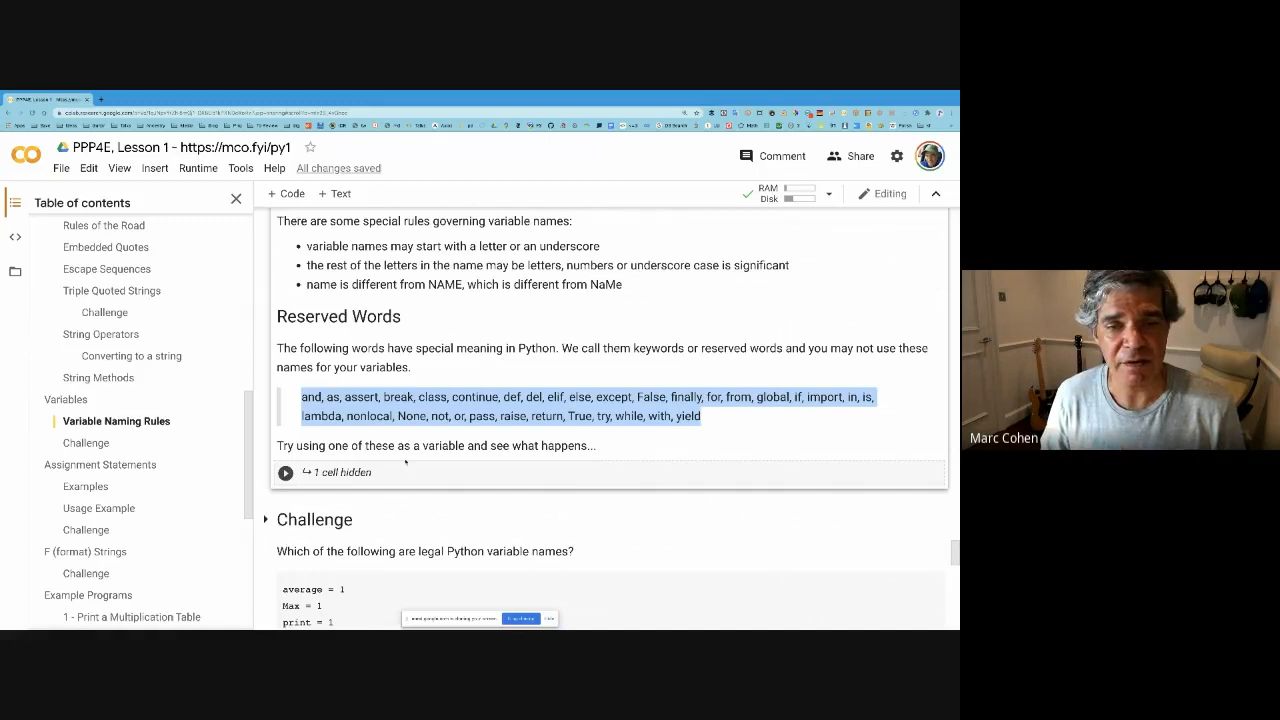 PPP4E, Lesson 1 - https://mco.fyi/py1
File Edit View Insert Runtime Tools Help All changes saved
Comment Share
+ Code + Text
RAM
Disk
Editing
Table of contents
Rules of the Road
Embedded Quotes
Escape Sequences
Triple Quoted Strings
Challenge
String Operators
Converting to a string
String Methods
Variables
Variable Naming Rules
Challenge
Assignment Statements
Examples
Usage Example
Challenge
F (format) Strings
Challenge
Example Programs
1 - Print a Multiplication Table
There are some special rules governing variable names:
• variable names may start with a letter or an underscore
• the rest of the letters in the name may be letters, numbers or underscore case is significant
• name is different from NAME, which is different from NaMe
Reserved Words
The following words have special meaning in Python. We call them keywords or reserved words and you may not use these
names for your variables.
and, as, assert, break, class, continue, def, del, elif, else, except, False, finally, for, from, global, if, import, in, is,
lambda, nonlocal, None, not, or, pass, raise, return, True, try, while, with, yield
Try using one of these as a variable and see what happens...
↪ 1 cell hidden
Challenge
Which of the following are legal Python variable names?
average = 1
Max = 1
print = 1
Marc Cohen